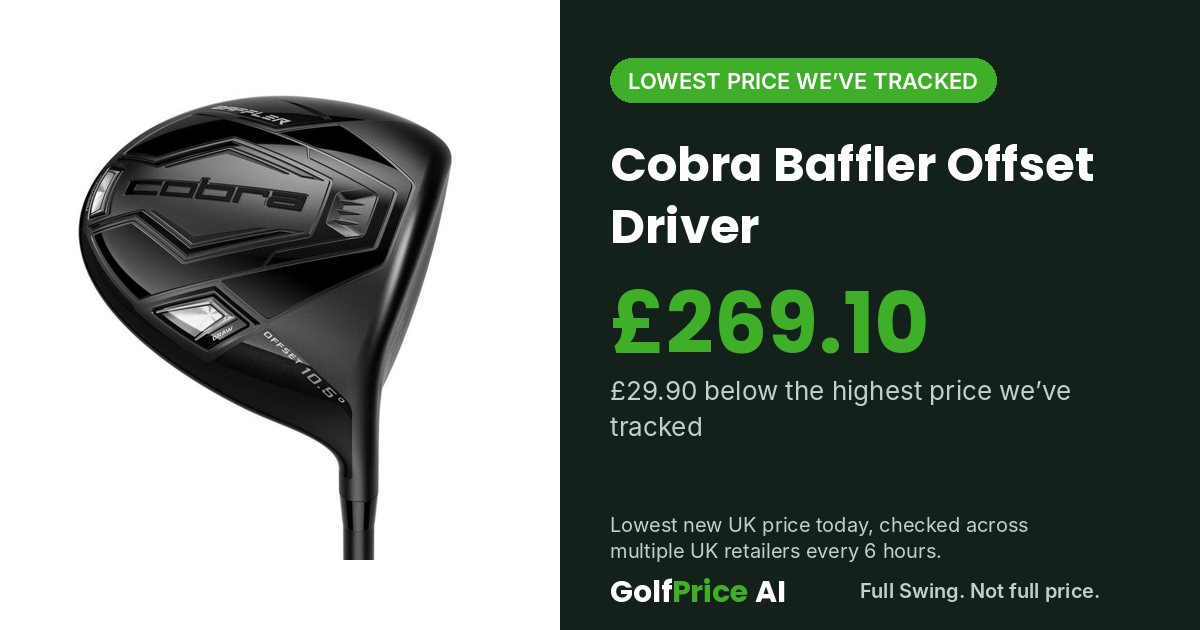 BAFFLER
cobra
DRAW
OFFSET 10.5°
LOWEST PRICE WE’VE TRACKED
Cobra Baffler Offset
Driver
£269.10
£29.90 below the highest price we’ve
tracked
Lowest new UK price today, checked across
multiple UK retailers every 6 hours.
GolfPrice AI
Full Swing. Not full price.